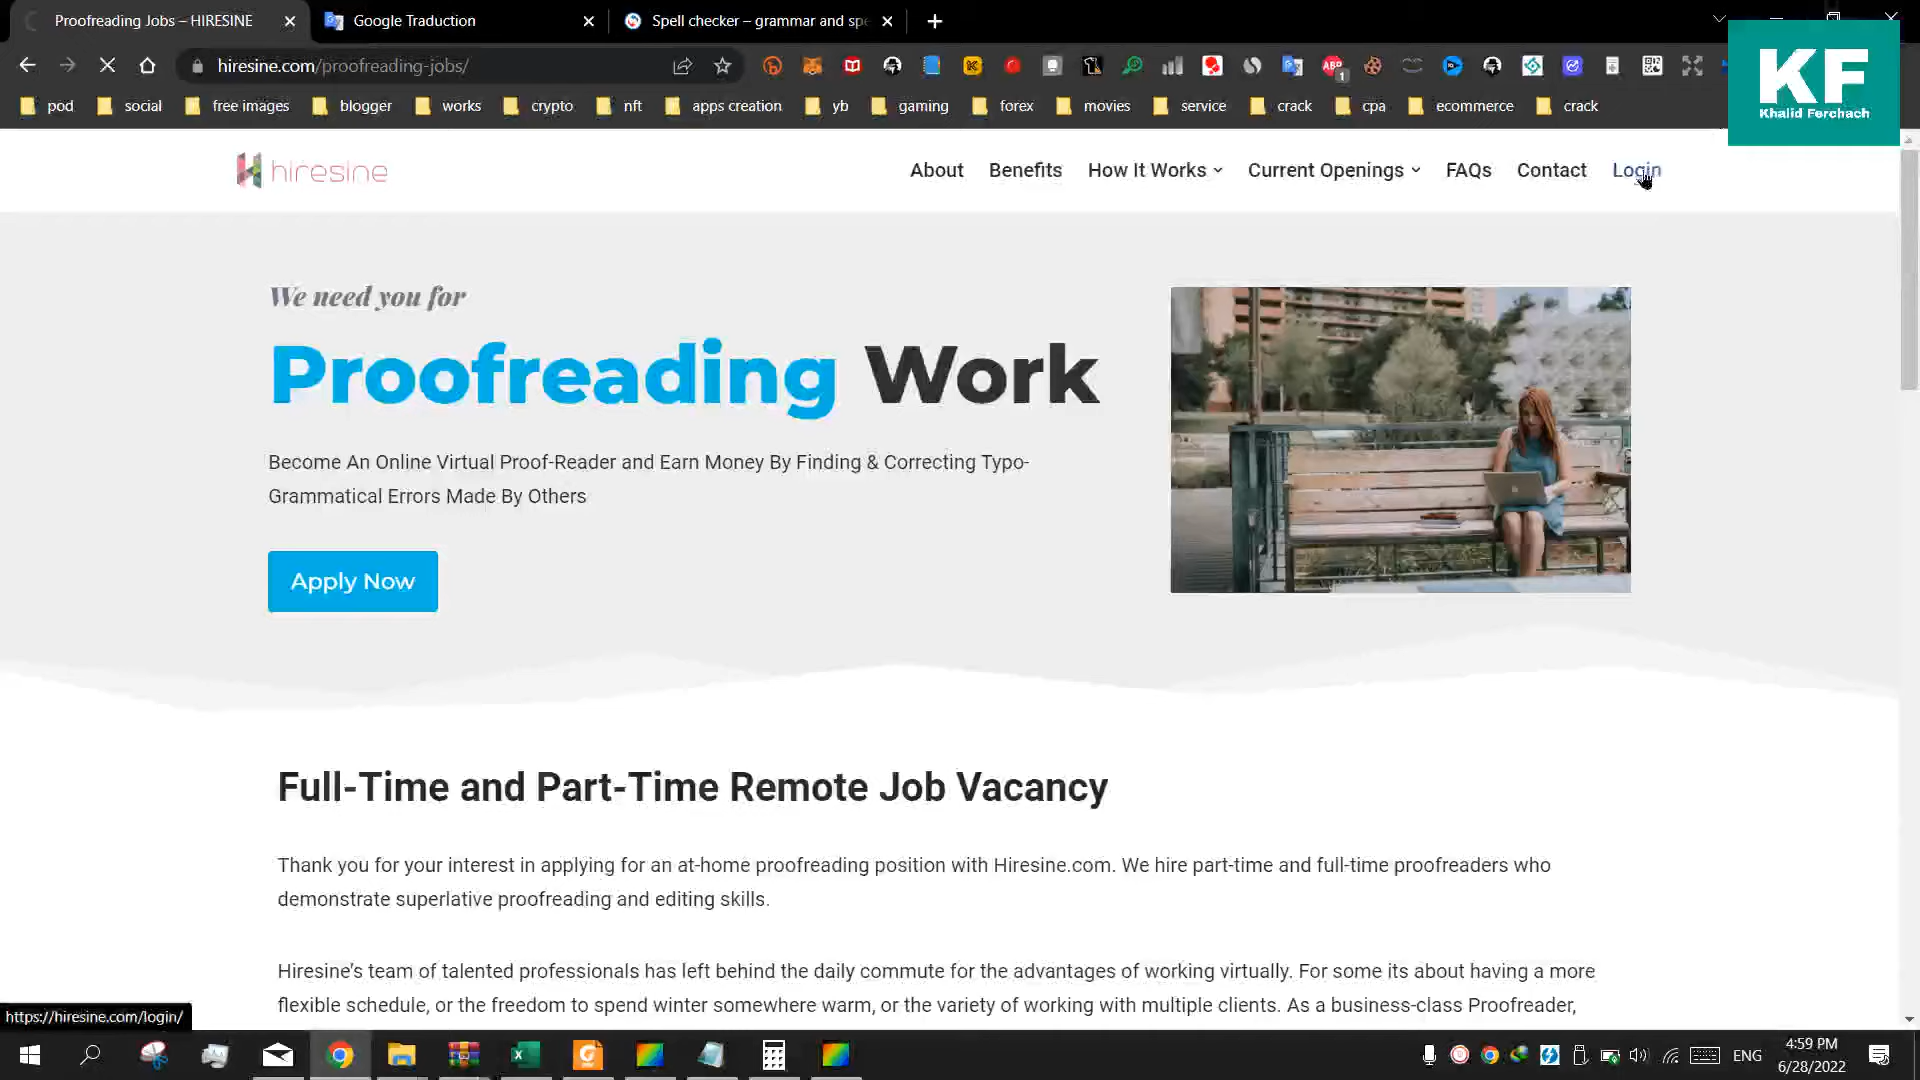 Proofreading Jobs – HIRESINE
Google Traduction
Spell checker – grammar and spe
hiresine.com/proofreading-jobs/
pod social free images blogger works crypto nft apps creation yb gaming forex movies service crack cpa ecommerce crack
KF
Khalid Ferchach
hiresine
About Benefits How It Works Current Openings FAQs Contact Login
We need you for
Proofreading Work
Become An Online Virtual Proof-Reader and Earn Money By Finding & Correcting Typo-
Grammatical Errors Made By Others
Apply Now
Full-Time and Part-Time Remote Job Vacancy
Thank you for your interest in applying for an at-home proofreading position with Hiresine.com. We hire part-time and full-time proofreaders who
demonstrate superlative proofreading and editing skills.
Hiresine's team of talented professionals has left behind the daily commute for the advantages of working virtually. For some its about having a more
flexible schedule, or the freedom to spend winter somewhere warm, or the variety of working with multiple clients. As a business-class Proofreader,
https://hiresine.com/login/
ENG
4:59 PM
6/28/2022